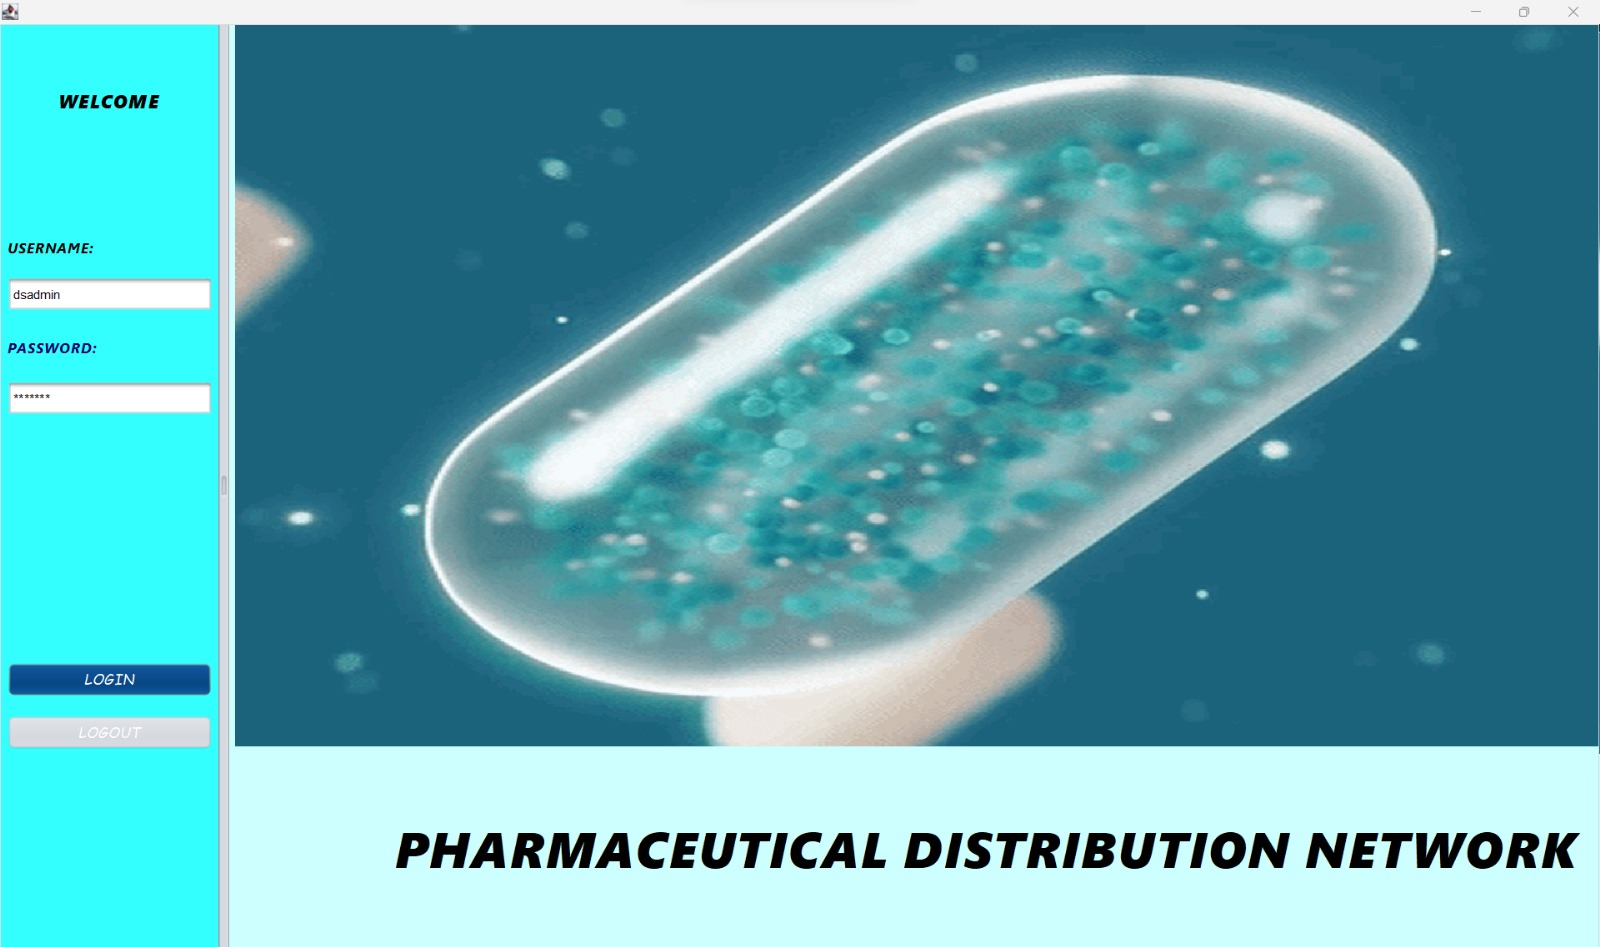 WELCOME
USERNAME:
dsadmin
PASSWORD:
*******
LOGIN
LOGOUT
PHARMACEUTICAL DISTRIBUTION NETWORK